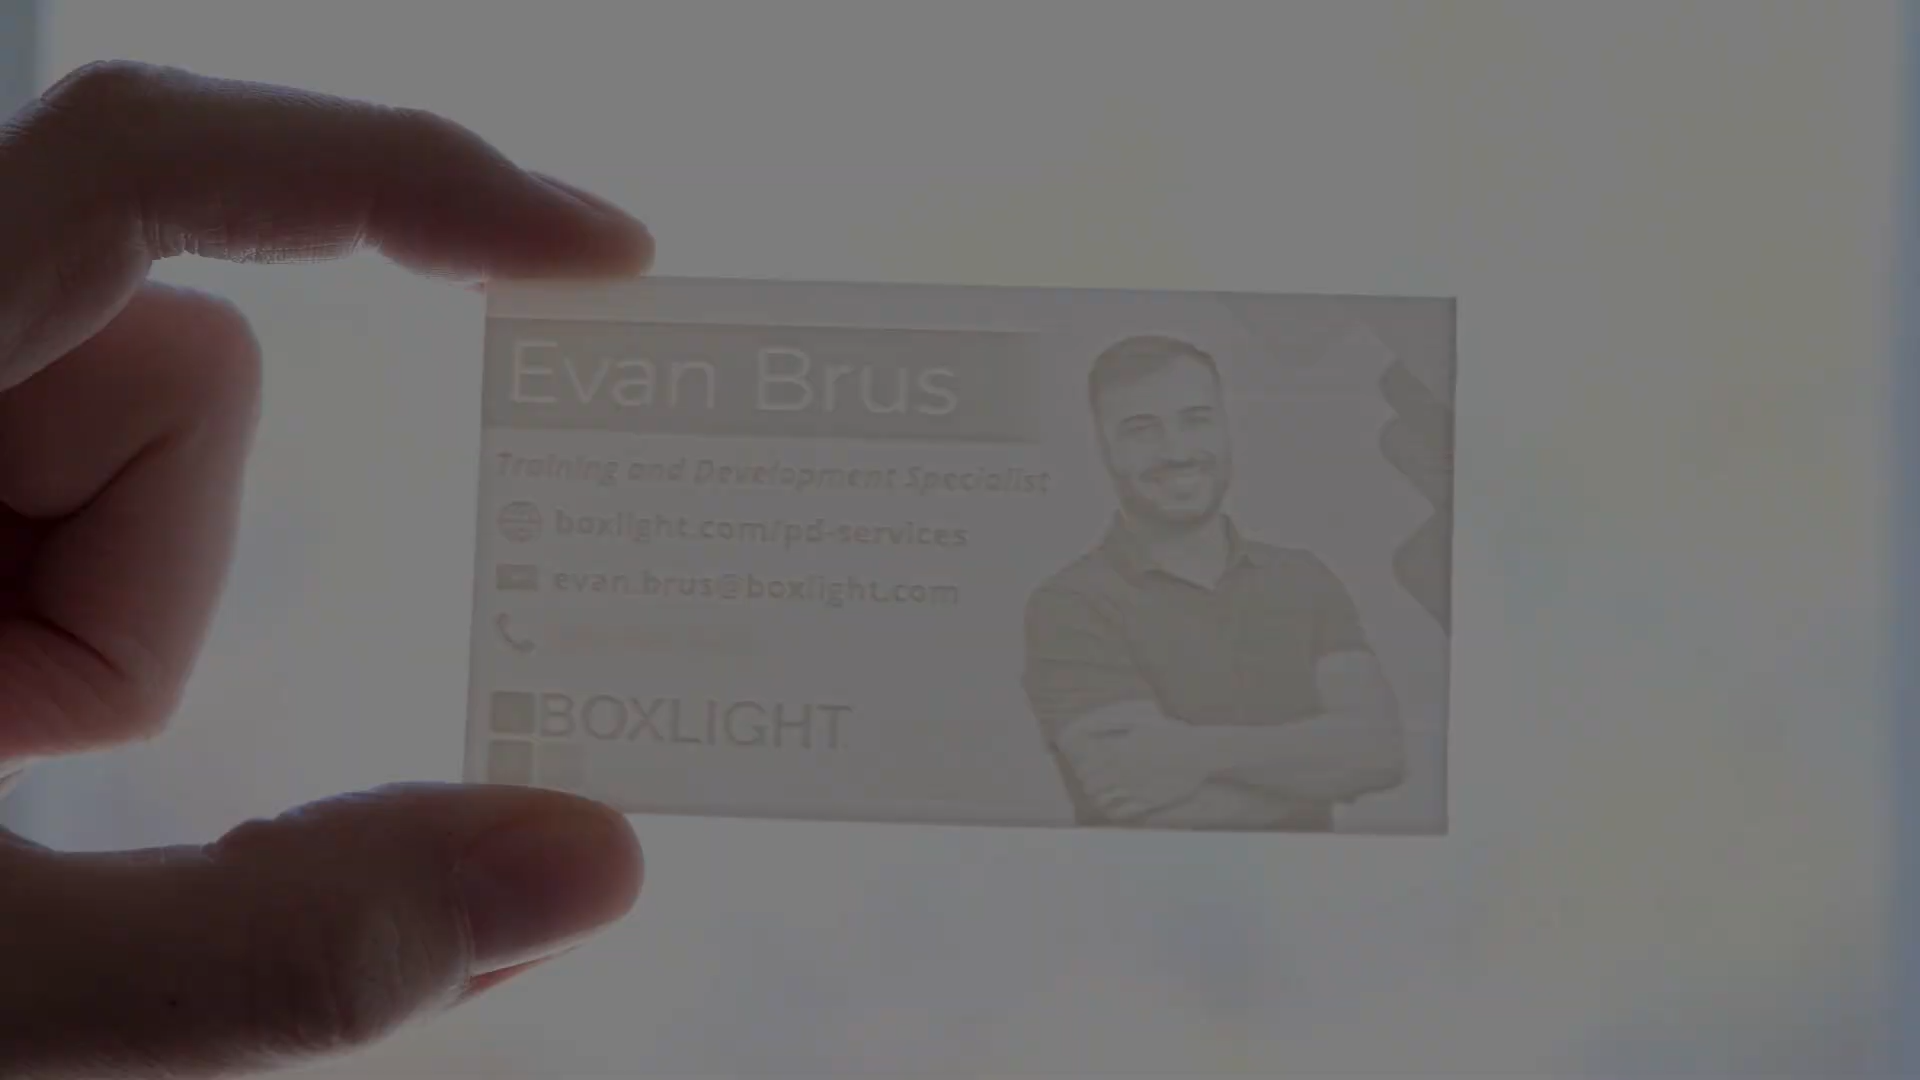 Evan Brus
Training and Development Specialist
boxlight.com/pd-services
evan.brus@boxlight.com
BOXLIGHT